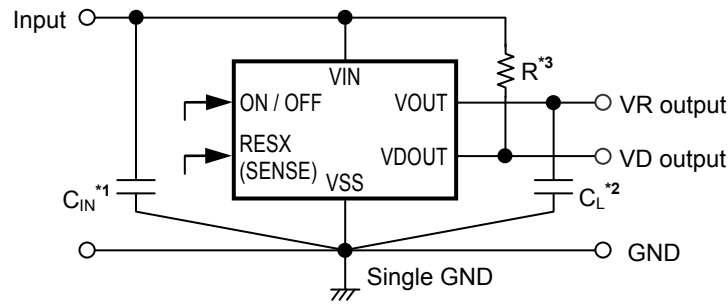 Input
VIN
R*3
ON / OFF
VOUT
VR output
RESX
(SENSE)
VDOUT
VD output
VSS
CIN*1
CL*2
GND
Single GND